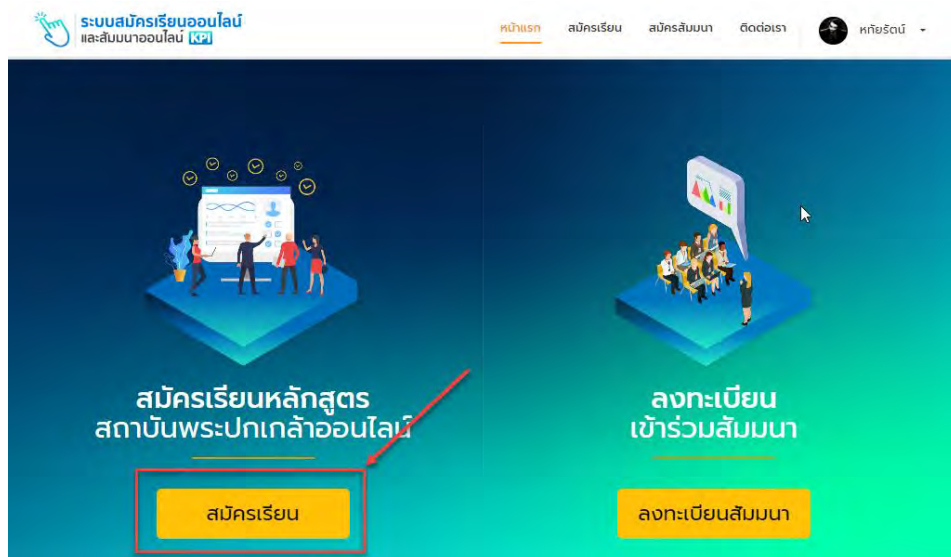 ระบบสมัครเรียนออนไลน์
และสัมมนาออนไลน์ KPI
หน้าแรก สมัครเรียน สมัครสัมมนา ติดต่อเรา หทัยรัตน์
สมัครเรียนหลักสูตร
สถาบันพระปกเกล้าออนไลน์
สมัครเรียน
ลงทะเบียน
เข้าร่วมสัมมนา
ลงทะเบียนสัมมนา